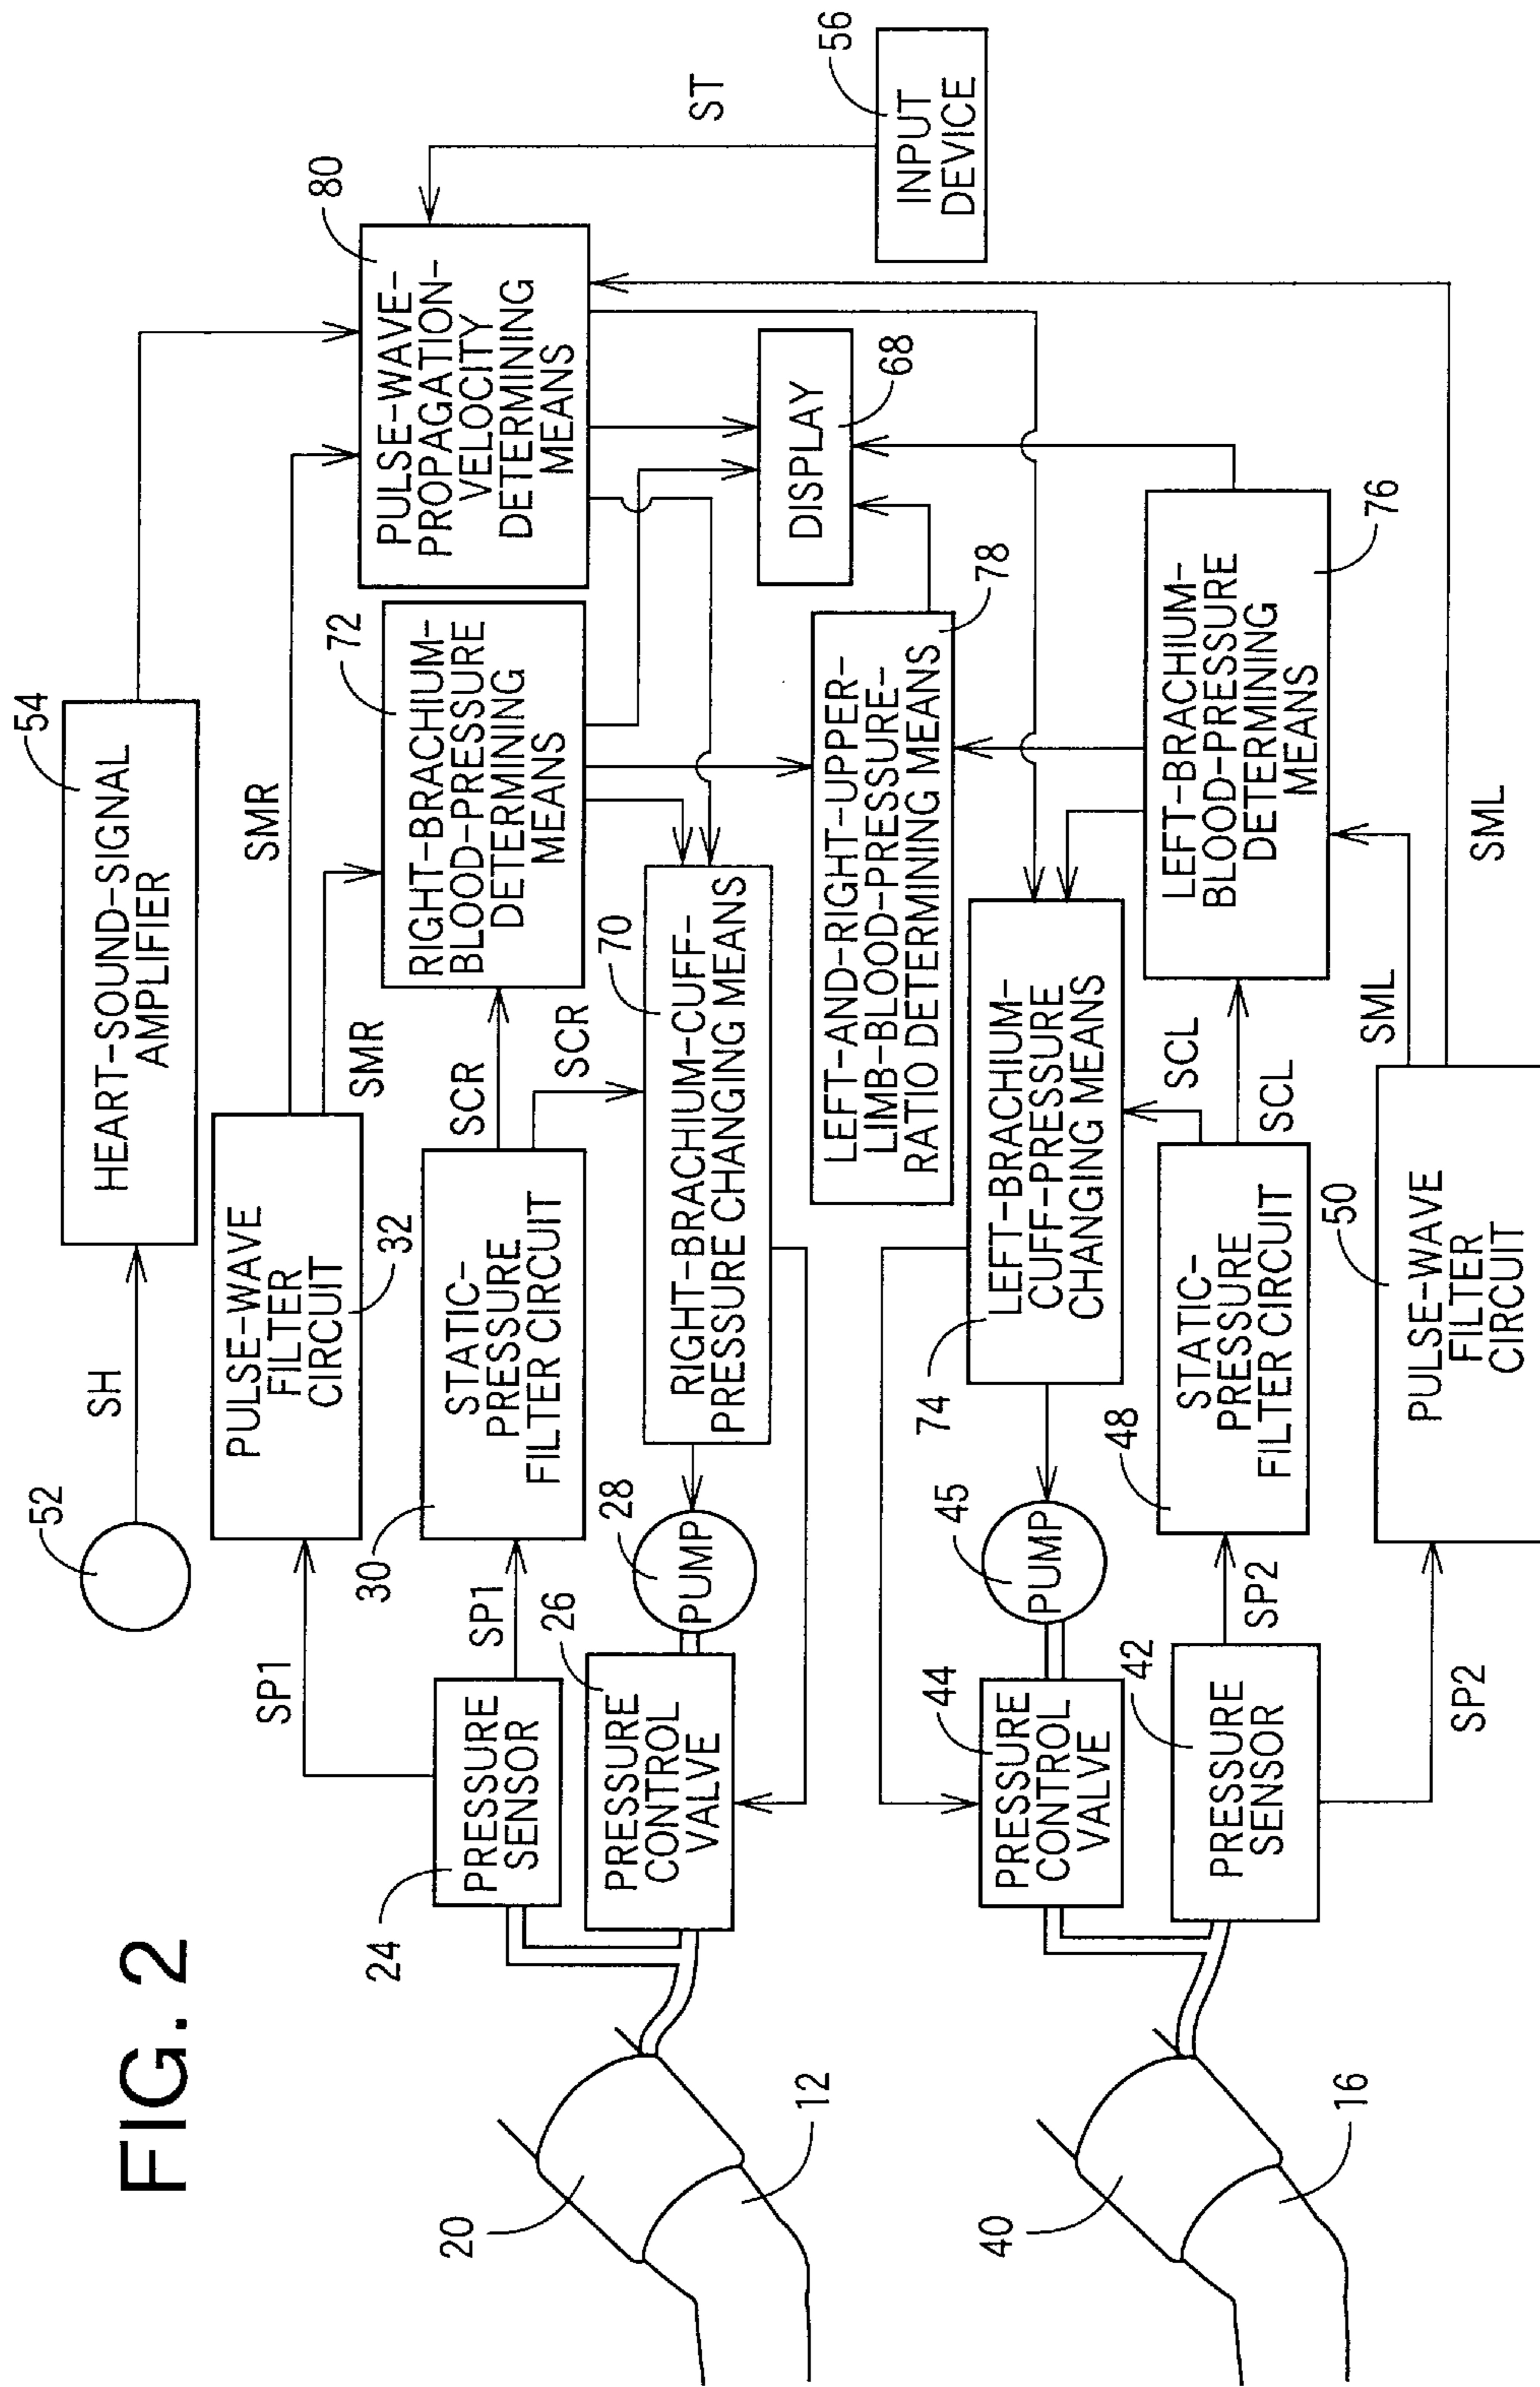 FIG. 2
52
SH
54
HEART-SOUND-SIGNAL
AMPLIFIER
SP1
PULSE-WAVE
FILTER
CIRCUIT
32
SMR
SMR
80
PULSE-WAVE-
PROPAGATION-
VELOCITY
DETERMINING
MEANS
ST
56
INPUT
DEVICE
24
PRESSURE
SENSOR
SP1
30
STATIC-
PRESSURE
FILTER CIRCUIT
SCR
SCR
72
RIGHT-BRACHIUM-
BLOOD-PRESSURE
DETERMINING
MEANS
20
12
26
PRESSURE
CONTROL
VALVE
28
PUMP
70
RIGHT-BRACHIUM-CUFF-
PRESSURE CHANGING MEANS
DISPLAY
68
LEFT-AND-RIGHT-UPPER-
LIMB-BLOOD-PRESSURE-
RATIO DETERMINING MEANS
78
40
16
44
PRESSURE
CONTROL
VALVE
45
PUMP
74
LEFT-BRACHIUM-
CUFF-PRESSURE
CHANGING MEANS
42
PRESSURE
SENSOR
SP2
48
STATIC-
PRESSURE
FILTER CIRCUIT
SCL
SCL
LEFT-BRACHIUM-
BLOOD-PRESSURE
DETERMINING
MEANS
76
SP2
50
PULSE-WAVE
FILTER
CIRCUIT
SML
SML